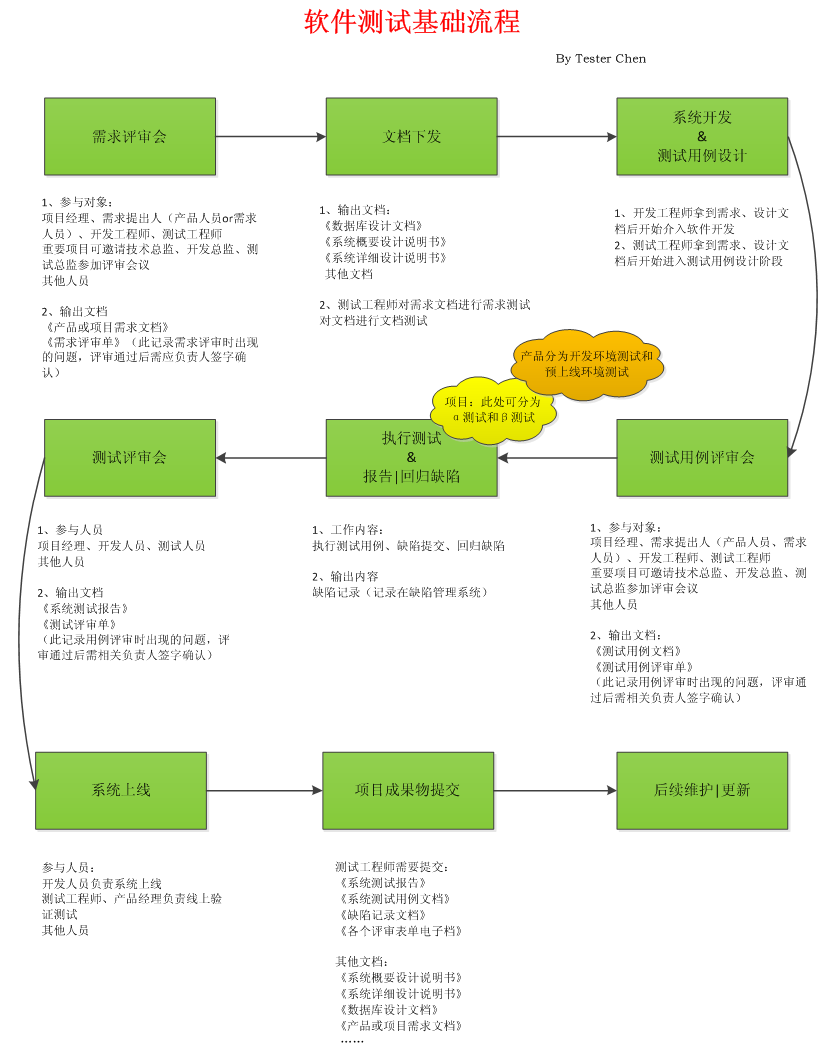 软件测试基础流程
By Tester Chen
需求评审会
文档下发
系统开发
&
测试用例设计
1、参与对象：
项目经理、需求提出人（产品人员or需求
人员）、开发工程师、测试工程师
重要项目可邀请技术总监、开发总监、测
试总监参加评审会议
其他人员
2、输出文档
《产品或项目需求文档》
《需求评审单》（此记录需求评审时出现
的问题，评审通过后需应负责人签字确
认）
1、输出文档：
《数据库设计文档》
《系统概要设计说明书》
《系统详细设计说明书》
其他文档
2、测试工程师对需求文档进行需求测试
对文档进行文档测试
1、开发工程师拿到需求、设计文
档后开始介入软件开发
2、测试工程师拿到需求、设计文
档后开始进入测试用例设计阶段
产品分为开发环境测试和
预上线环境测试
项目：此处可分为
α测试和β测试
测试评审会
执行测试
&
报告|回归缺陷
测试用例评审会
1、参与人员
项目经理、开发人员、测试人员
其他人员
2、输出文档
《系统测试报告》
《测试评审单》
（此记录用例评审时出现的问题，评
审通过后需相关负责人签字确认）
1、工作内容：
执行测试用例、缺陷提交、回归缺陷
2、输出内容
缺陷记录（记录在缺陷管理系统）
1、参与对象：
项目经理、需求提出人（产品人员、需求
人员）、开发工程师、测试工程师
重要项目可邀请技术总监、开发总监、测
试总监参加评审会议
其他人员
2、输出文档：
《测试用例文档》
《测试用例评审单》
（此记录用例评审时出现的问题，评审通
过后需相关负责人签字确认）
系统上线
项目成果物提交
后续维护|更新
参与人员：
开发人员负责系统上线
测试工程师、产品经理负责线上验
证测试
其他人员
测试工程师需要提交：
《系统测试报告》
《系统测试用例文档》
《缺陷记录文档》
《各个评审表单电子档》
其他文档：
《系统概要设计说明书》
《系统详细设计说明书》
《数据库设计文档》
《产品或项目需求文档》
……